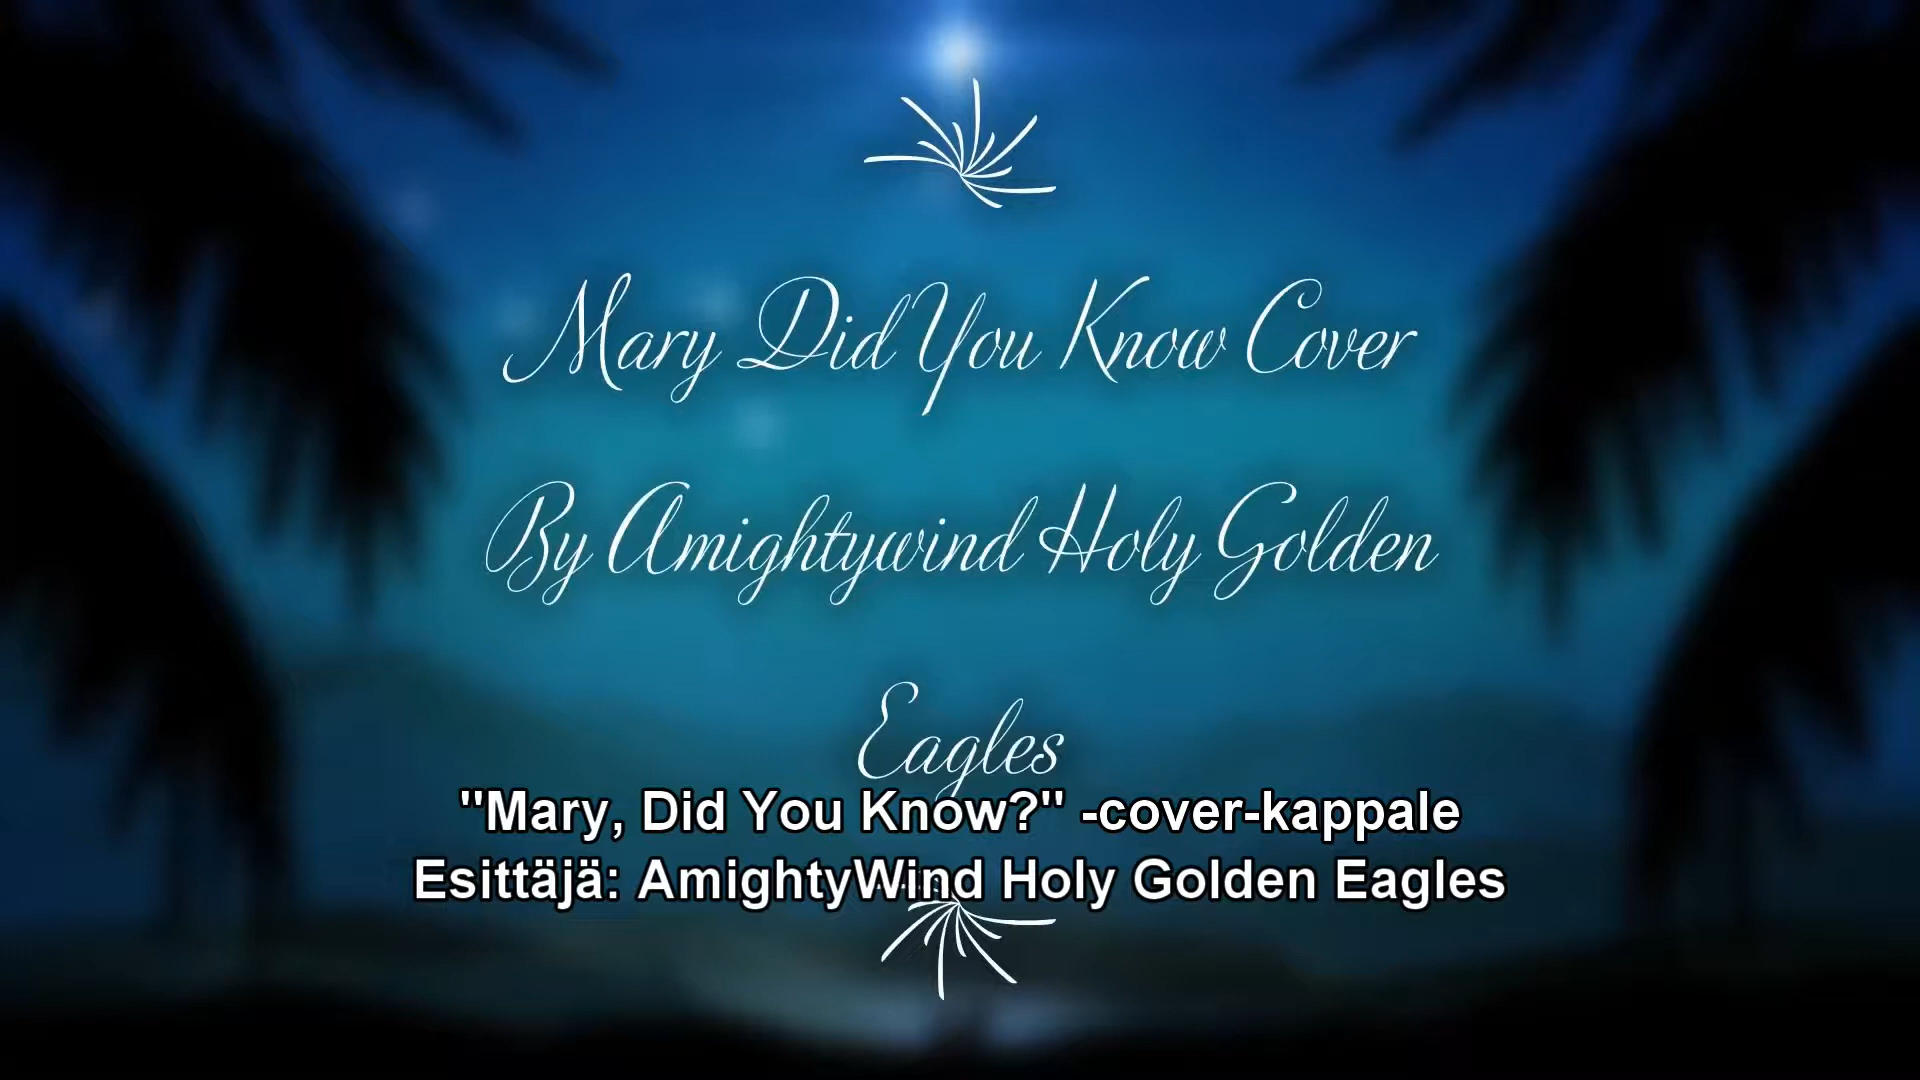 Mary Did You Know Cover
By Amightywind Holy Golden
Eagles
"Mary, Did You Know?" -cover-kappale
Esittäjä: AmightyWind Holy Golden Eagles